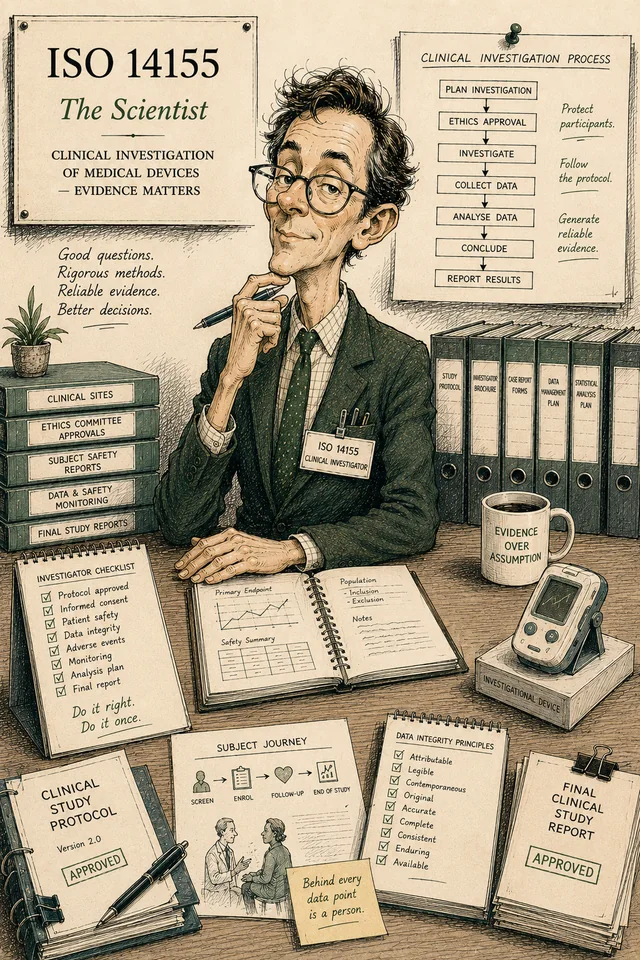 ISO 14155
The Scientist
CLINICAL INVESTIGATION
OF MEDICAL DEVICES
— EVIDENCE MATTERS
Good questions.
Rigorous methods.
Reliable evidence.
Better decisions.
CLINICAL INVESTIGATION PROCESS
PLAN INVESTIGATION
ETHICS APPROVAL
INVESTIGATE
COLLECT DATA
ANALYSE DATA
CONCLUDE
REPORT RESULTS
Protect
participants.
Follow
the protocol.
Generate
reliable
evidence.
CLINICAL SITES
ETHICS COMMITTEE
APPROVALS
SUBJECT SAFETY
REPORTS
DATA & SAFETY
MONITORING
FINAL STUDY REPORTS
ISO 14155
CLINICAL INVESTIGATOR
STUDY
PROTOCOL
INVESTIGATOR
BROCHURE
CASE REPORT
FORMS
DATA
MANAGEMENT
PLAN
STATISTICAL
ANALYSIS
PLAN
EVIDENCE
OVER
ASSUMPTION
INVESTIGATIONAL DEVICE
INVESTIGATOR CHECKLIST
Protocol approved
Informed consent
Patient safety
Data integrity
Adverse events
Monitoring
Analysis plan
Final report
Do it right.
Do it once.
Primary Endpoint
Safety Summary
Population
- Inclusion
- Exclusion
Notes
CLINICAL
STUDY
PROTOCOL
Version 2.0
APPROVED
SUBJECT JOURNEY
SCREEN
ENROL
FOLLOW-UP
END OF STUDY
Behind every
data point
is a person.
DATA INTEGRITY PRINCIPLES
Attributable
Legible
Contemporaneous
Original
Accurate
Complete
Consistent
Enduring
Available
FINAL
CLINICAL
STUDY
REPORT
APPROVED